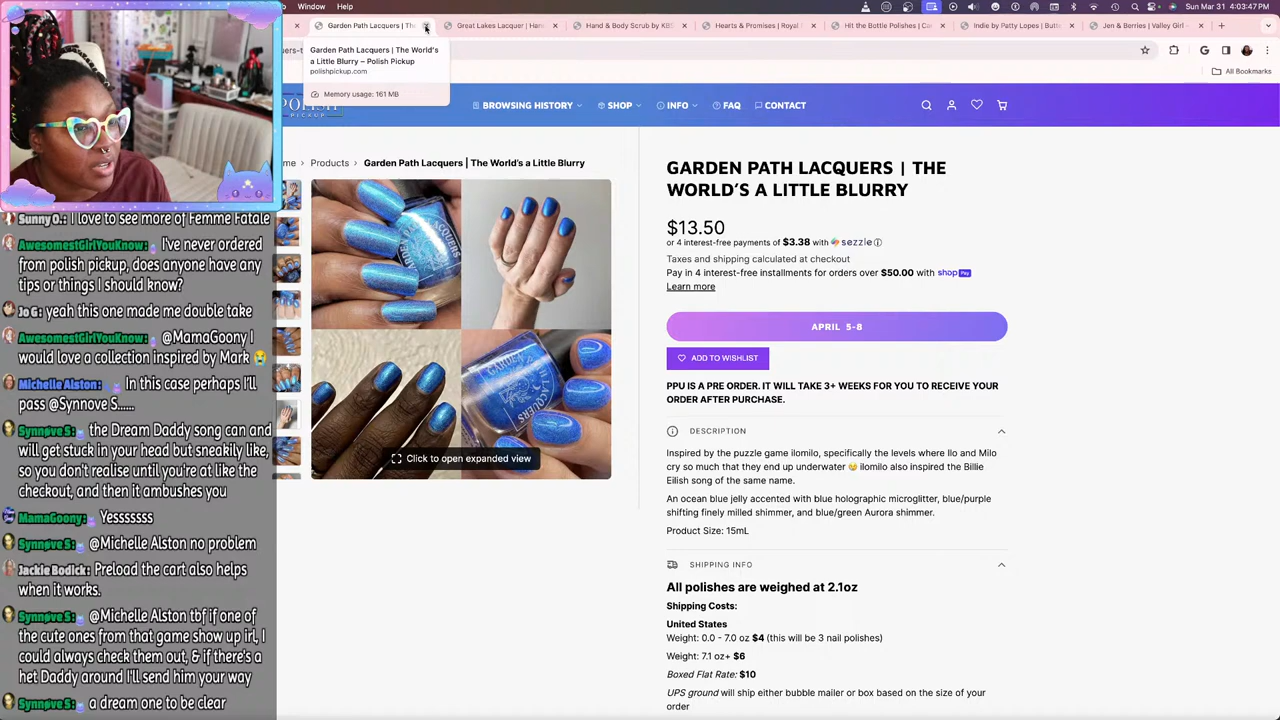 Garden Path Lacquers | The
Great Lakes Lacquer | Han
Hand & Body Scrub by KBS
Hearts & Promises | Royal
Hit the Bottle Polishes | Ca
Indie by Patty Lopes | Butte
Jen & Berries | Valley Girl -
Sun Mar 31 4:03:47 PM
Garden Path Lacquers | The World's
a Little Blurry – Polish Pickup
polishpickup.com
Memory usage: 161 MB
All Bookmarks
POLISH
PICKUP
BROWSING HISTORY
SHOP
INFO
FAQ
CONTACT
me > Products > Garden Path Lacquers | The World's a Little Blurry
Click to open expanded view
GARDEN PATH LACQUERS | THE
WORLD'S A LITTLE BLURRY
$13.50
or 4 interest-free payments of $3.38 with sezzle
Taxes and shipping calculated at checkout
Pay in 4 interest-free installments for orders over $50.00 with shop Pay
Learn more
APRIL 5-8
ADD TO WISHLIST
PPU IS A PRE ORDER. IT WILL TAKE 3+ WEEKS FOR YOU TO RECEIVE YOUR
ORDER AFTER PURCHASE.
DESCRIPTION
Inspired by the puzzle game ilomilo, specifically the levels where Ilo and Milo
cry so much that they end up underwater 😢 ilomilo also inspired the Billie
Eilish song of the same name.
An ocean blue jelly accented with blue holographic microglitter, blue/purple
shifting finely milled shimmer, and blue/green Aurora shimmer.
Product Size: 15mL
SHIPPING INFO
All polishes are weighed at 2.1oz
Shipping Costs:
United States
Weight: 0.0 - 7.0 oz $4 (this will be 3 nail polishes)
Weight: 7.1 oz+ $6
Boxed Flat Rate: $10
UPS ground will ship either bubble mailer or box based on the size of your
order
Sunny O.: I love to see more of Femme Fatale
AwesomestGirlYouKnow: I've never ordered
from polish pickup, does anyone have any
tips or things I should know?
Jo G: yeah this one made me double take
AwesomestGirlYouKnow: @MamaGoony I
would love a collection inspired by Mark 😭
Michelle Alston: in this case perhaps I'll
pass @Synnove S......
Synnøve S: the Dream Daddy song can and
will get stuck in your head but sneakily like,
so you don't realise until you're at like the
checkout, and then it ambushes you
MamaGoony: Yesssssss
Synnøve S: @Michelle Alston no problem
Jackie Bodick: Preload the cart also helps
when it works.
Synnøve S: @Michelle Alston tbf if one of
the cute ones from that game show up irl, I
could always check them out, & if there's a
het Daddy around I'll send him your way
Synnøve S: a dream one to be clear